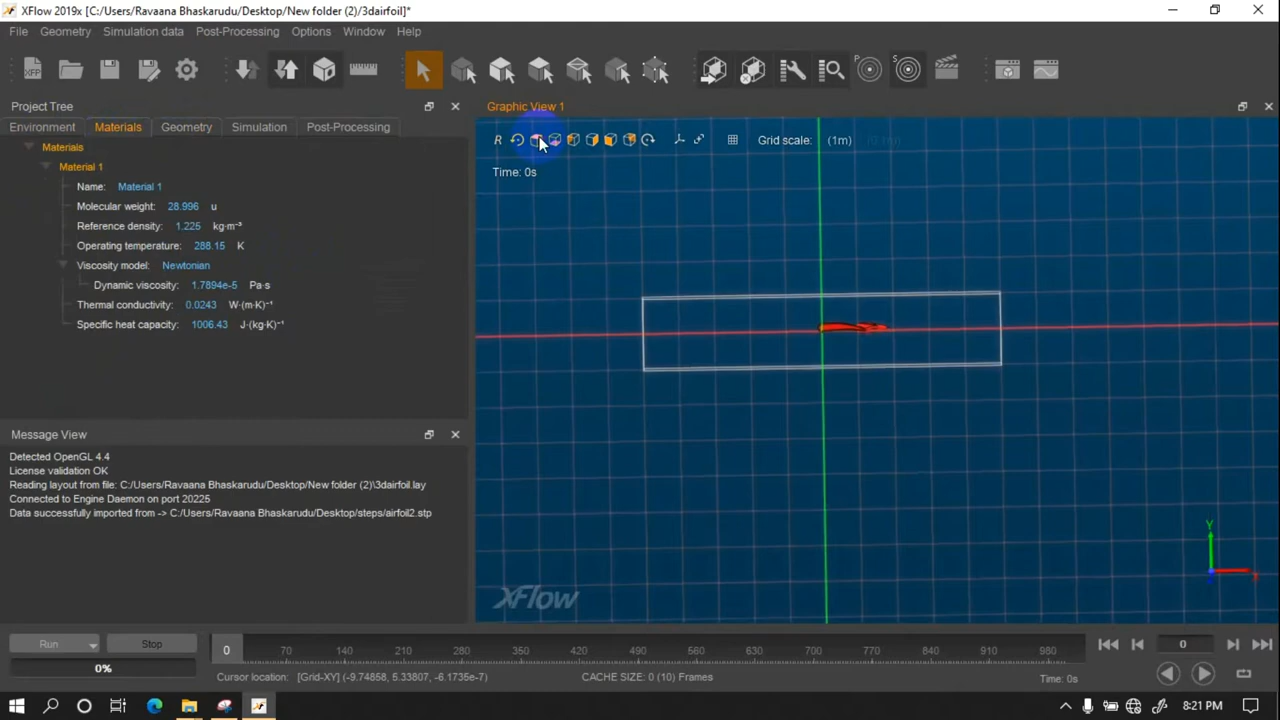 XFlow 2019x [C:/Users/Ravaana Bhaskarudu/Desktop/New folder (2)/3dairfoil]*
File Geometry Simulation data Post-Processing Options Window Help
XFP
P S
Project Tree
Graphic View 1
Environment Materials Geometry Simulation Post-Processing
R
Grid scale: (1m) (0.1m)
Time: 0s
Materials
Material 1
Name: Material 1
Molecular weight: 28.996 u
Reference density: 1.225 kg·m⁻³
Operating temperature: 288.15 K
Viscosity model: Newtonian
Dynamic viscosity: 1.7894e-5 Pa·s
Thermal conductivity: 0.0243 W·(m·K)⁻¹
Specific heat capacity: 1006.43 J·(kg·K)⁻¹
Message View
Detected OpenGL 4.4
License validation OK
Reading layout from file: C:/Users/Ravaana Bhaskarudu/Desktop/New folder (2)\3dairfoil.lay
Connected to Engine Daemon on port 20225
Data successfully imported from -> C:/Users/Ravaana Bhaskarudu/Desktop/steps/airfoil2.stp
Y
XFlow
Run Stop
0 70 140 210 280 350 420 490 560 630 700 770 840 910 980
0
0%
Cursor location: [Grid-XY] (-9.74858, 5.33807, -6.1735e-7)
CACHE SIZE: 0 (10) Frames
Time: 0s
8:21 PM